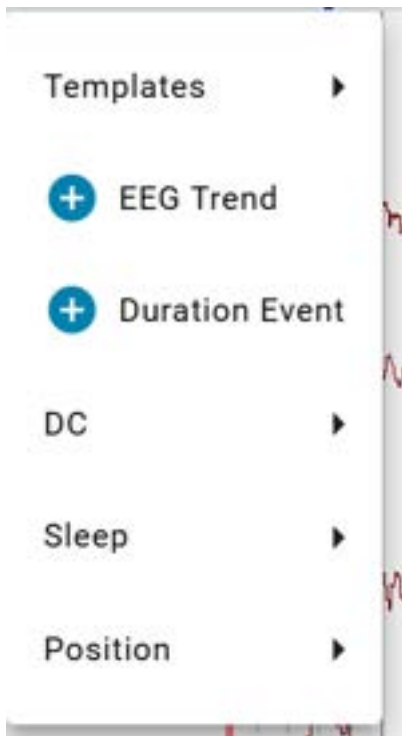 Templates
EEG Trend
Duration Event
DC
Sleep
Position